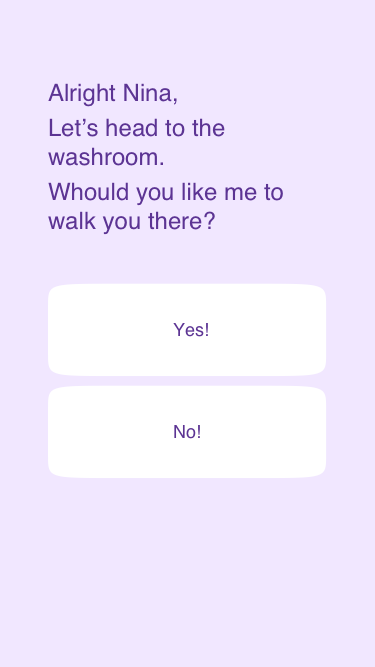 Alright Nina,
Let’s head to the
washroom.
Whould you like me to
walk you there?
Yes!
No!